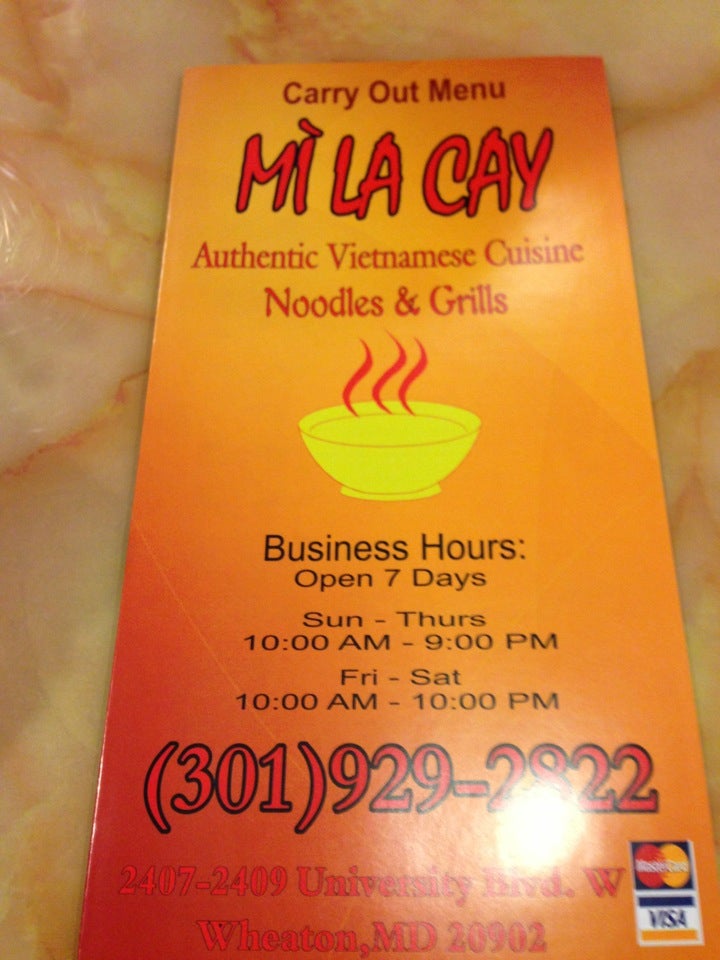 Carry Out Menu
MÌ LA CAY
Authentic Vietnamese Cuisine
Noodles & Grills
Business Hours:
Open 7 Days
Sun - Thurs
10:00 AM - 9:00 PM
Fri - Sat
10:00 AM - 10:00 PM
(301)929-2822
2407-2409 University Blvd. W
Wheaton,MD 20902
MasterCard
VISA